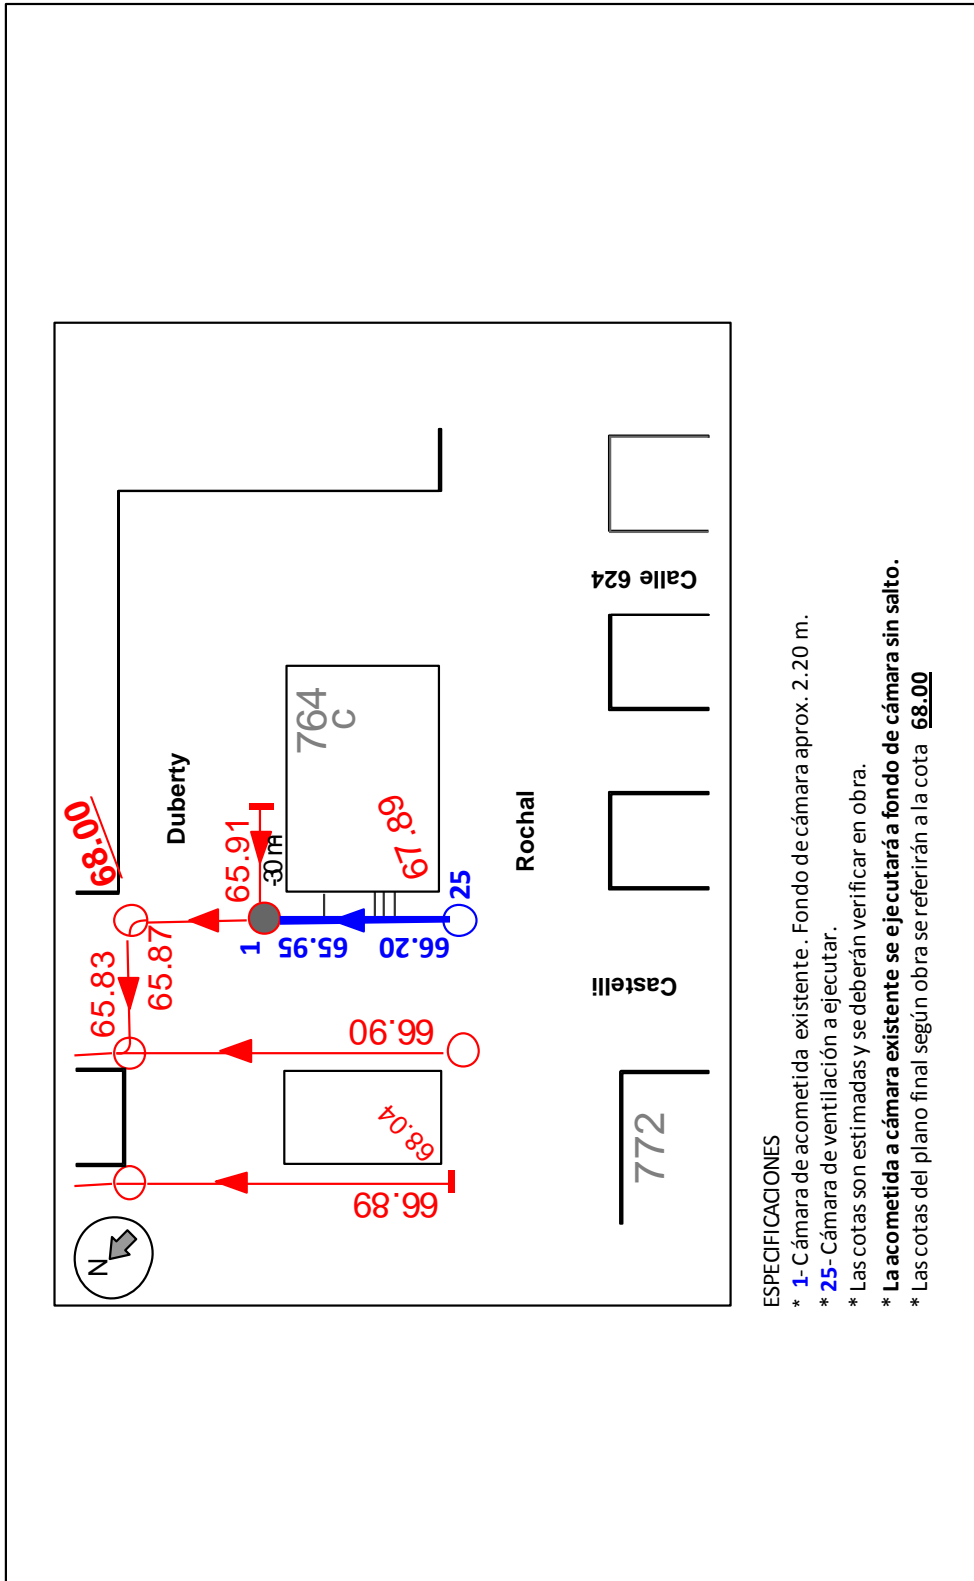 N
68.00
65.83
65.87
Duberty
65.91
-30 m
1
65.95
66.20
25
764
c
67.89
66.90
68.04
66.89
Rochal
Castelli
Calle 624
772
ESPECIFICACIONES
* 1- Cámara de acometida existente. Fondo de cámara aprox. 2.20 m.
* 25- Cámara de ventilación a ejecutar.
* Las cotas son estimadas y se deberán verificar en obra.
* La acometida a cámara existente se ejecutará a fondo de cámara sin salto.
* Las cotas del plano final según obra se referirán a la cota 68.00